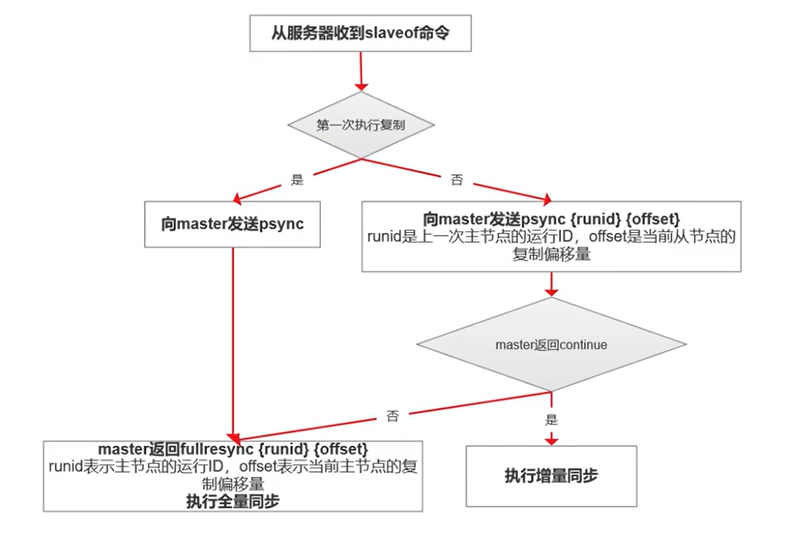 从服务器收到slaveof命令
第一次执行复制
是
否
向master发送psync
向master发送psync {runid} {offset}
runid是上一次主节点的运行ID，offset是当前从节点的
复制偏移量
master返回continue
否
是
master返回fullresync {runid} {offset}
runid表示主节点的运行ID，offset表示当前主节点的复
制偏移量
执行全量同步
执行增量同步